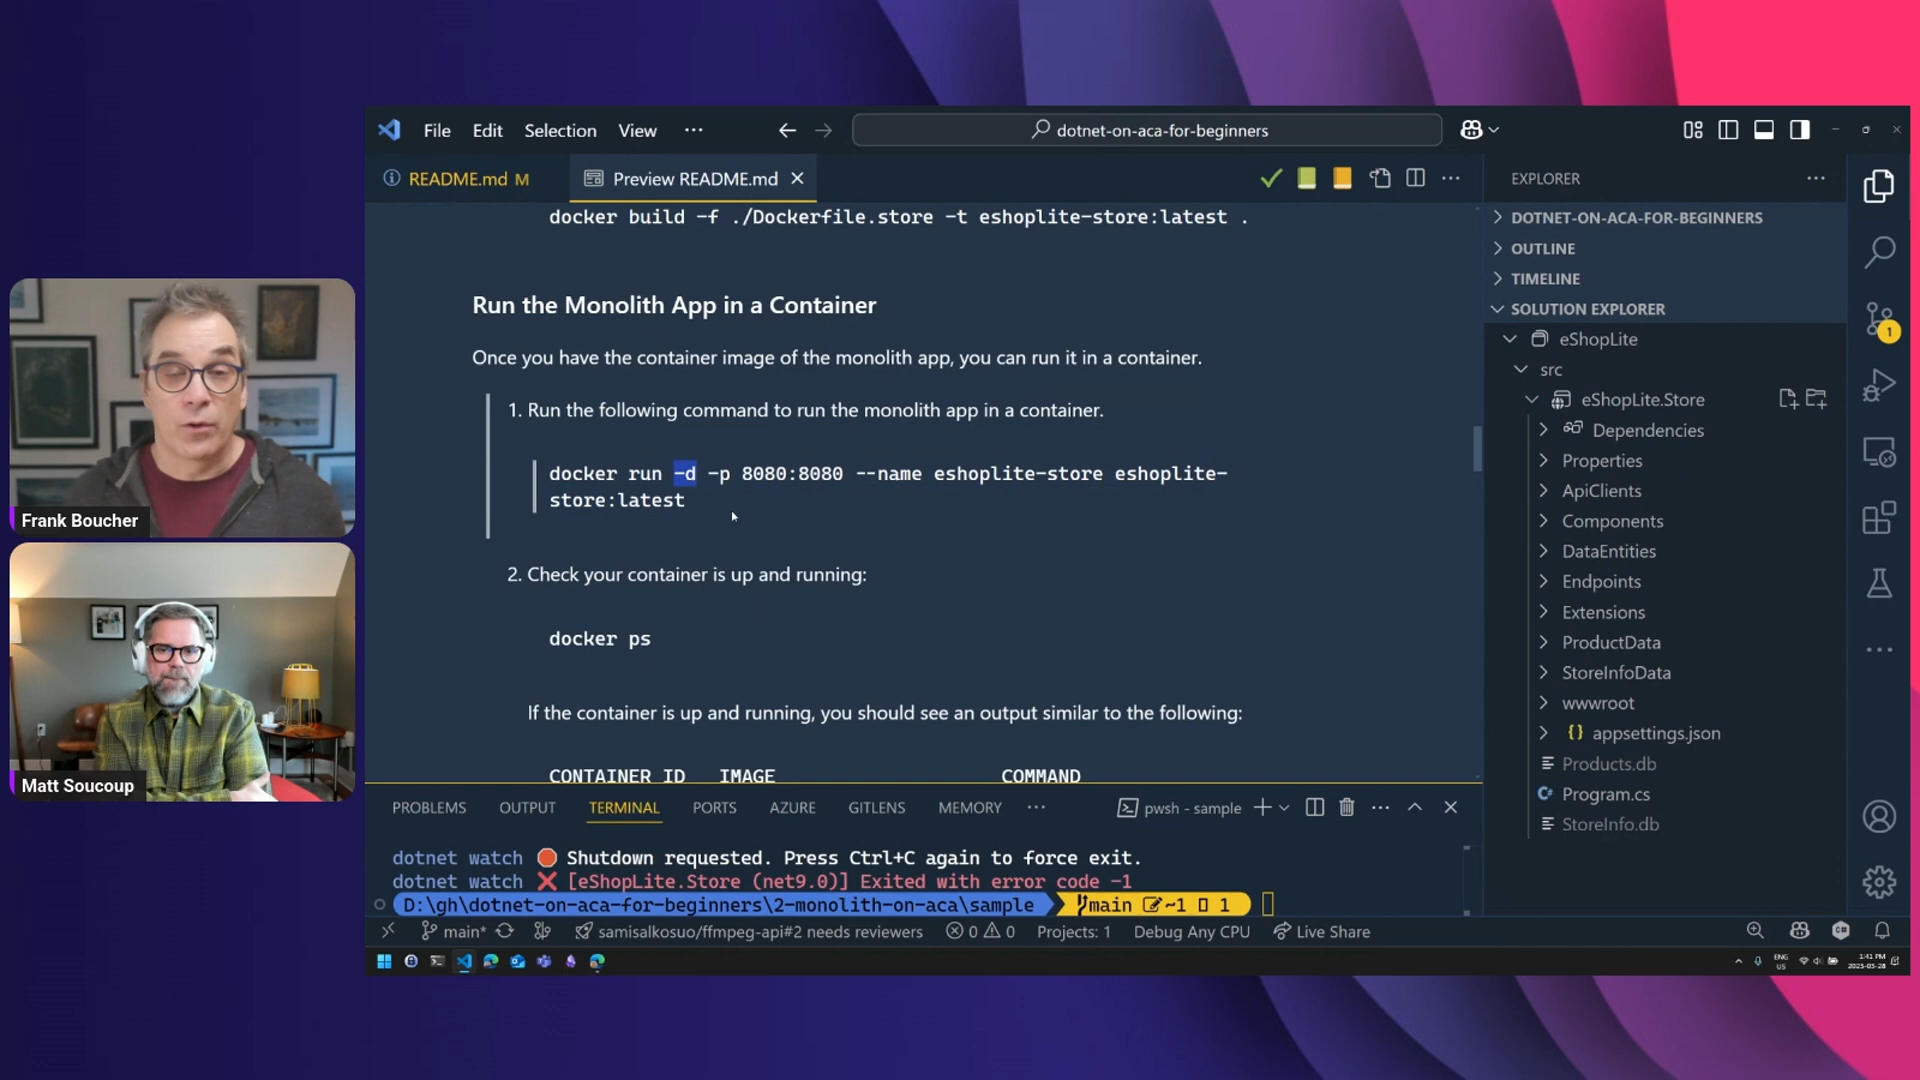 File Edit Selection View ··· dotnet-on-aca-for-beginners
README.md M
Preview README.md
docker build -f ./Dockerfile.store -t eshoplite-store:latest .
Run the Monolith App in a Container
Once you have the container image of the monolith app, you can run it in a container.
1. Run the following command to run the monolith app in a container.
docker run -d -p 8080:8080 --name eshoplite-store eshoplite-
store:latest
2. Check your container is up and running:
docker ps
If the container is up and running, you should see an output similar to the following:
CONTAINER ID IMAGE COMMAND
EXPLORER
DOTNET-ON-ACA-FOR-BEGINNERS
OUTLINE
TIMELINE
SOLUTION EXPLORER
eShopLite
src
eShopLite.Store
Dependencies
Properties
ApiClients
Components
DataEntities
Endpoints
Extensions
ProductData
StoreInfoData
wwwroot
{} appsettings.json
Products.db
C# Program.cs
StoreInfo.db
1
PROBLEMS OUTPUT TERMINAL PORTS AZURE GITLENS MEMORY ··· pwsh - sample
dotnet watch Shutdown requested. Press Ctrl+C again to force exit.
dotnet watch ❌ [eShopLite.Store (net9.0)] Exited with error code -1
D:\gh\dotnet-on-aca-for-beginners\2-monolith-on-aca\sample main ~1 1
main* samisalkosuo/ffmpeg-api#2 needs reviewers 0 0 Projects: 1 Debug Any CPU Live Share
ENG
US
1:41 PM
2025-05-28
Frank Boucher
Matt Soucoup